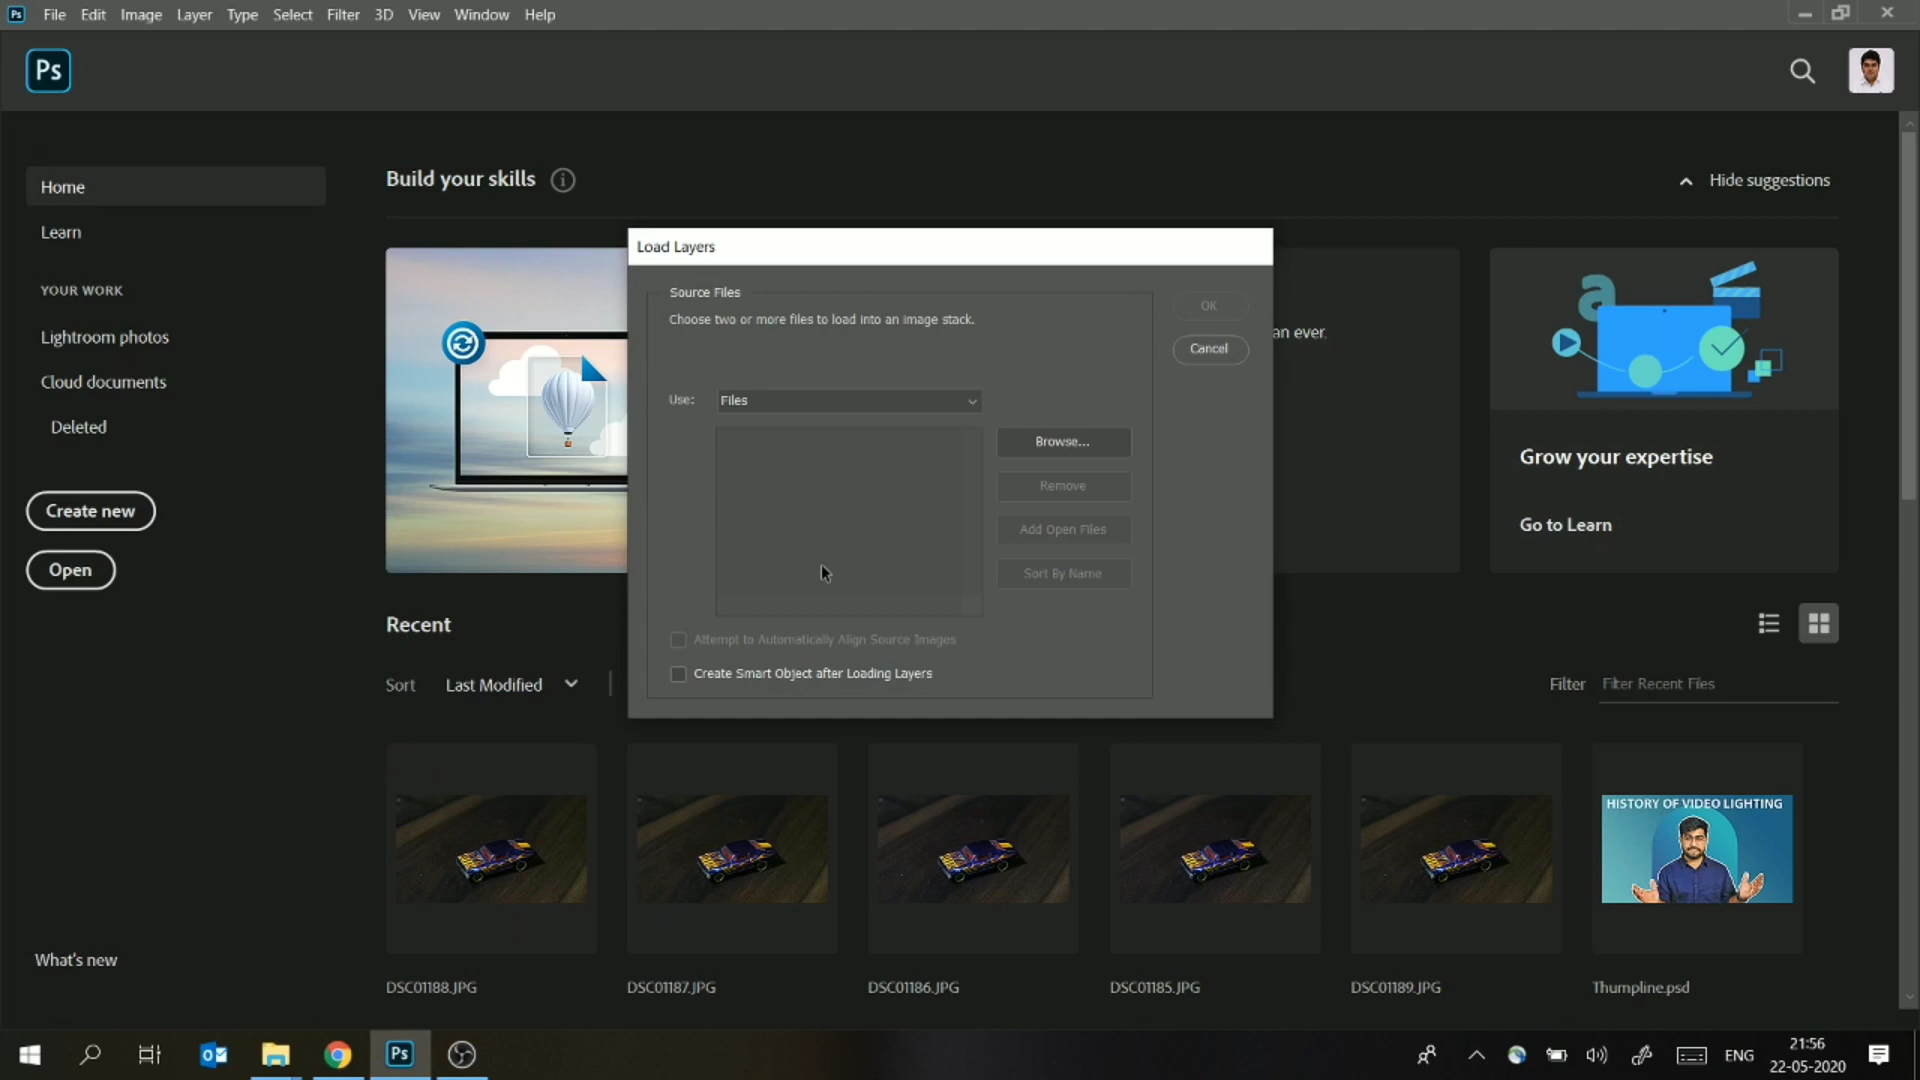 Ps File Edit Image Layer Type Select Filter 3D View Window Help
Ps
Home
Learn
YOUR WORK
Lightroom photos
Cloud documents
Deleted
Create new
Open
What's new
Build your skills
Hide suggestions
Load Layers
Source Files
Choose two or more files to load into an image stack.
OK
Cancel
Use: Files
Browse...
Remove
Add Open Files
Sort By Name
Attempt to Automatically Align Source Images
Create Smart Object after Loading Layers
an ever.
a
Grow your expertise
Go to Learn
Recent
Sort Last Modified
Filter Filter Recent Files
HISTORY OF VIDEO LIGHTING
DSC01188.JPG
DSC01187.JPG
DSC01186.JPG
DSC01185.JPG
DSC01189.JPG
Thumpline.psd
Ps
ENG
21:56
22-05-2020